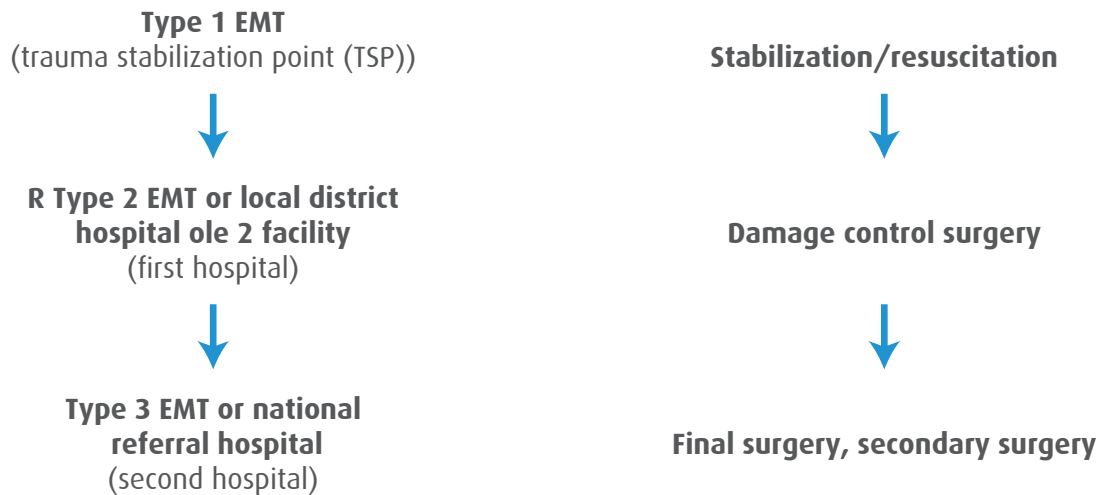 Type 1 EMT
(trauma stabilization point (TSP))
Stabilization/resuscitation
R Type 2 EMT or local district
hospital ole 2 facility
(first hospital)
Damage control surgery
Type 3 EMT or national
referral hospital
(second hospital)
Final surgery, secondary surgery